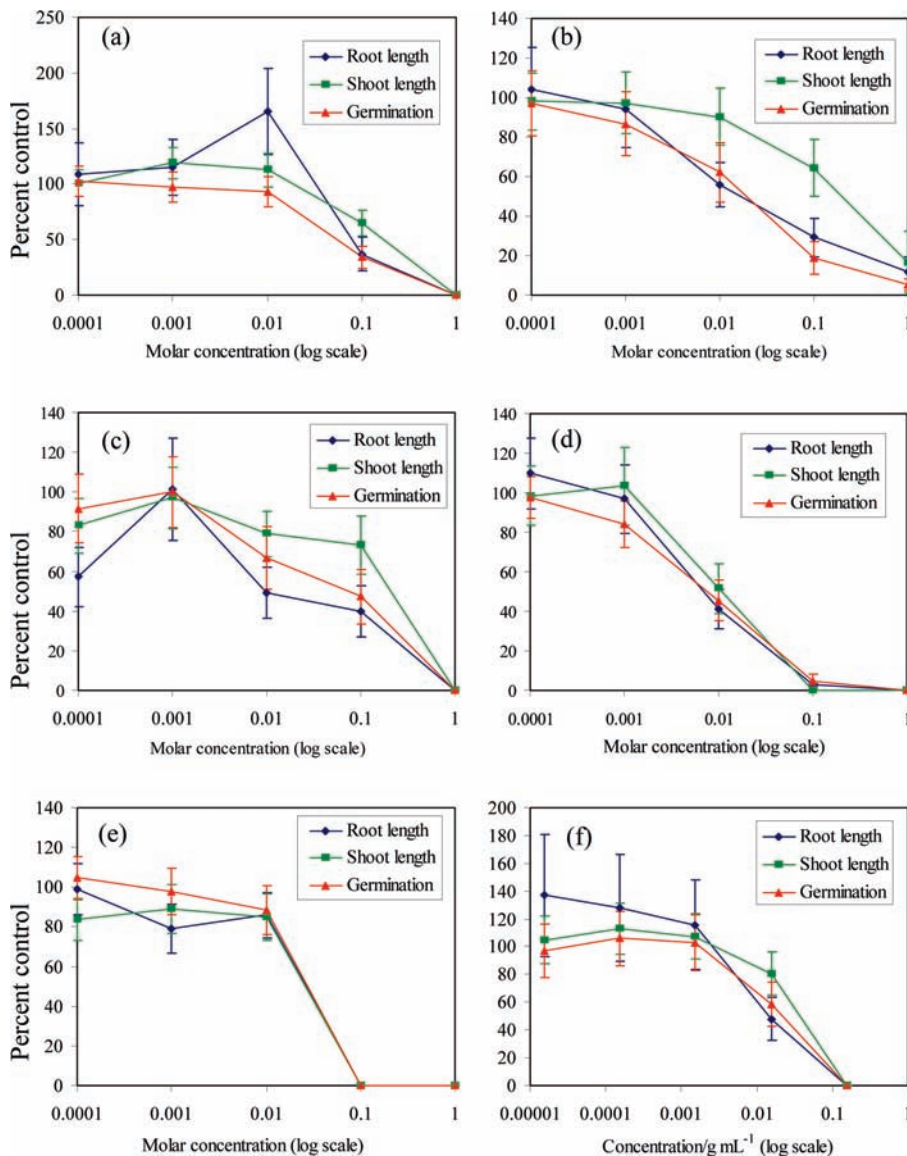 (a)
Root length
Shoot length
Germination
250
200
150
100
50
0
Percent control
0.0001 0.001 0.01 0.1 1
Molar concentration (log scale)
(b)
Root length
Shoot length
Germination
140
120
100
80
60
40
20
0
0.0001 0.001 0.01 0.1 1
Molar concentration (log scale)
(c)
Root length
Shoot length
Germination
140
120
100
80
60
40
20
0
Percent control
0.0001 0.001 0.01 0.1 1
Molar concentration (log scale)
(d)
Root length
Shoot length
Germination
140
120
100
80
60
40
20
0
0.0001 0.001 0.01 0.1 1
Molar concentration (log scale)
(e)
Root length
Shoot length
Germination
140
120
100
80
60
40
20
0
Percent control
0.0001 0.001 0.01 0.1 1
Molar concentration (log scale)
(f)
Root length
Shoot length
Germination
200
180
160
140
120
100
80
60
40
20
0
0.00001 0.0001 0.001 0.01 0.1 1
Concentration/g mL⁻¹ (log scale)